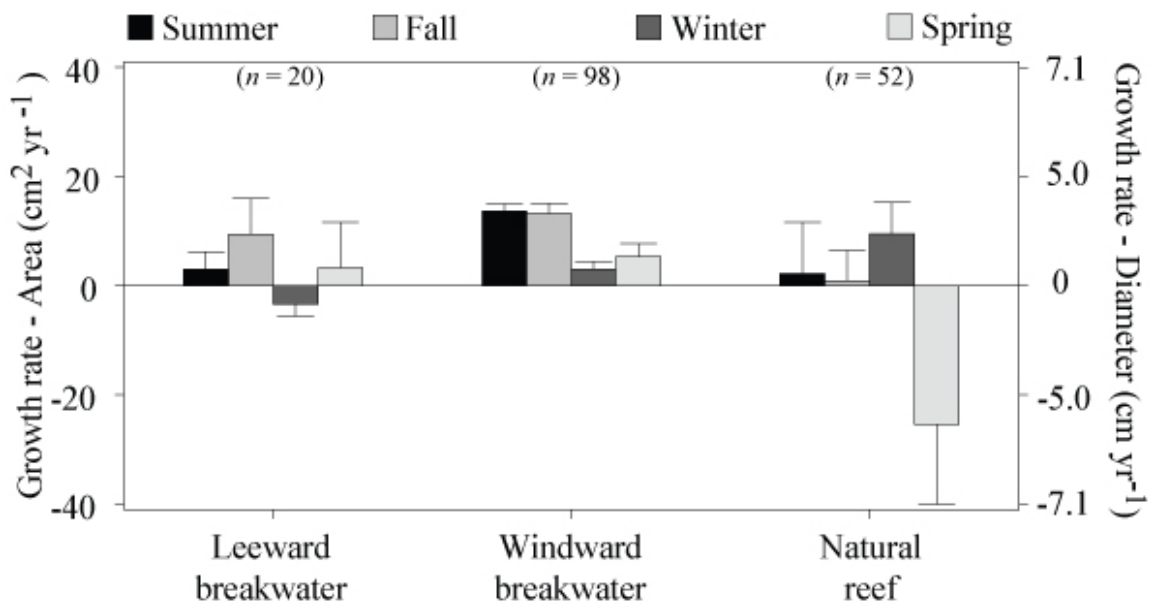 Summer Fall Winter Spring
(n = 20) (n = 98) (n = 52)
Growth rate - Area (cm² yr⁻¹)
40
20
0
-20
-40
7.1
5.0
0
-5.0
-7.1
Growth rate - Diameter (cm yr⁻¹)
Leeward
breakwater
Windward
breakwater
Natural
reef